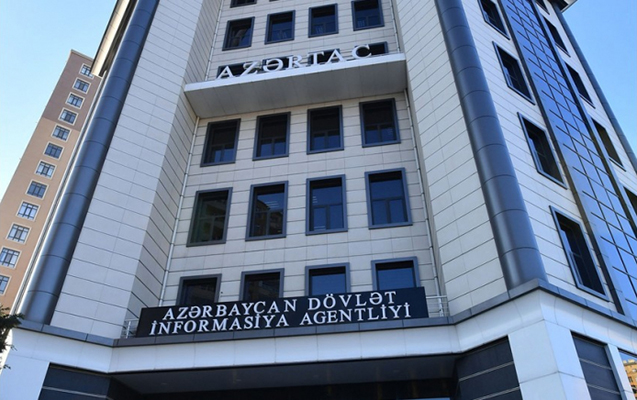 AZƏRTAC
AZƏRBAYCAN DÖVLƏT
İNFORMASİYA AGENTLİYİ